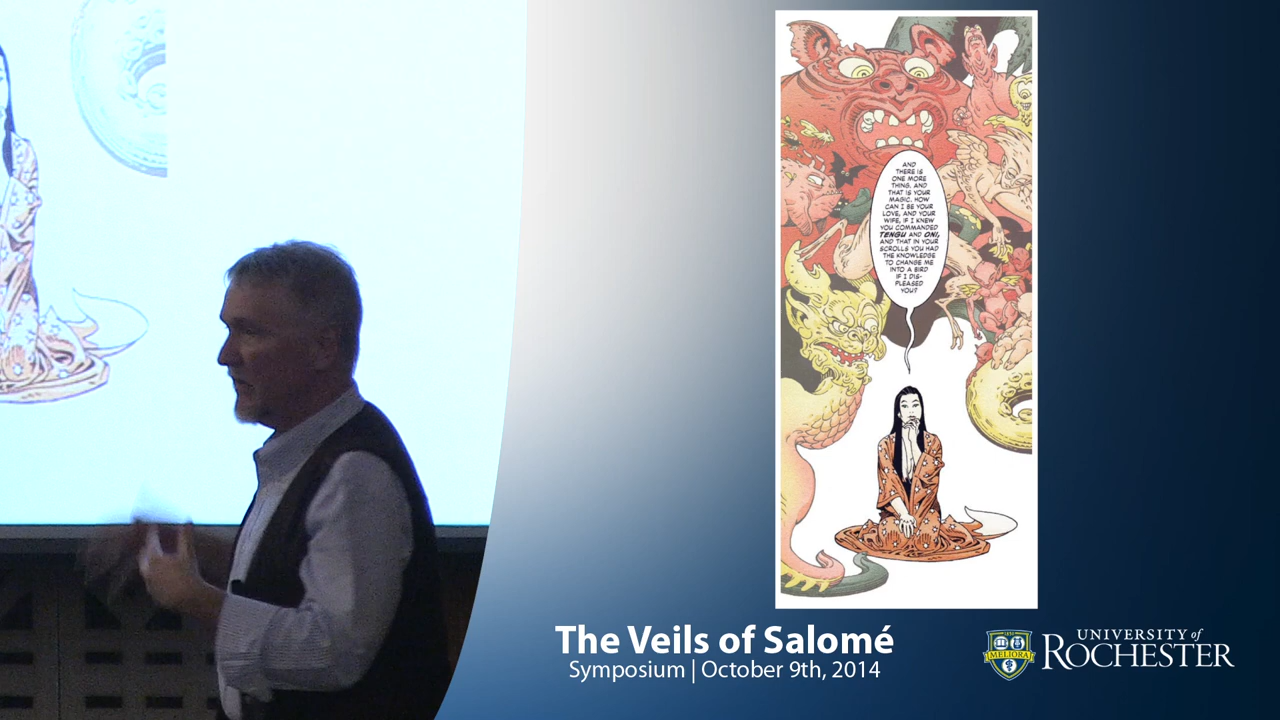 AND
THERE IS
ONE MORE
THING. AND
THAT IS YOUR
MAGIC. HOW
CAN I BE YOUR
LOVE, AND YOUR
WIFE, IF I KNEW
YOU COMMANDED
TENGU AND ONI,
AND THAT IN YOUR
SCROLLS YOU HAD
THE KNOWLEDGE
TO CHANGE ME
INTO A BIRD
IF I DIS-
PLEASED
YOU?
The Veils of Salomé
Symposium | October 9th, 2014
MELIORA
UNIVERSITY of
ROCHESTER